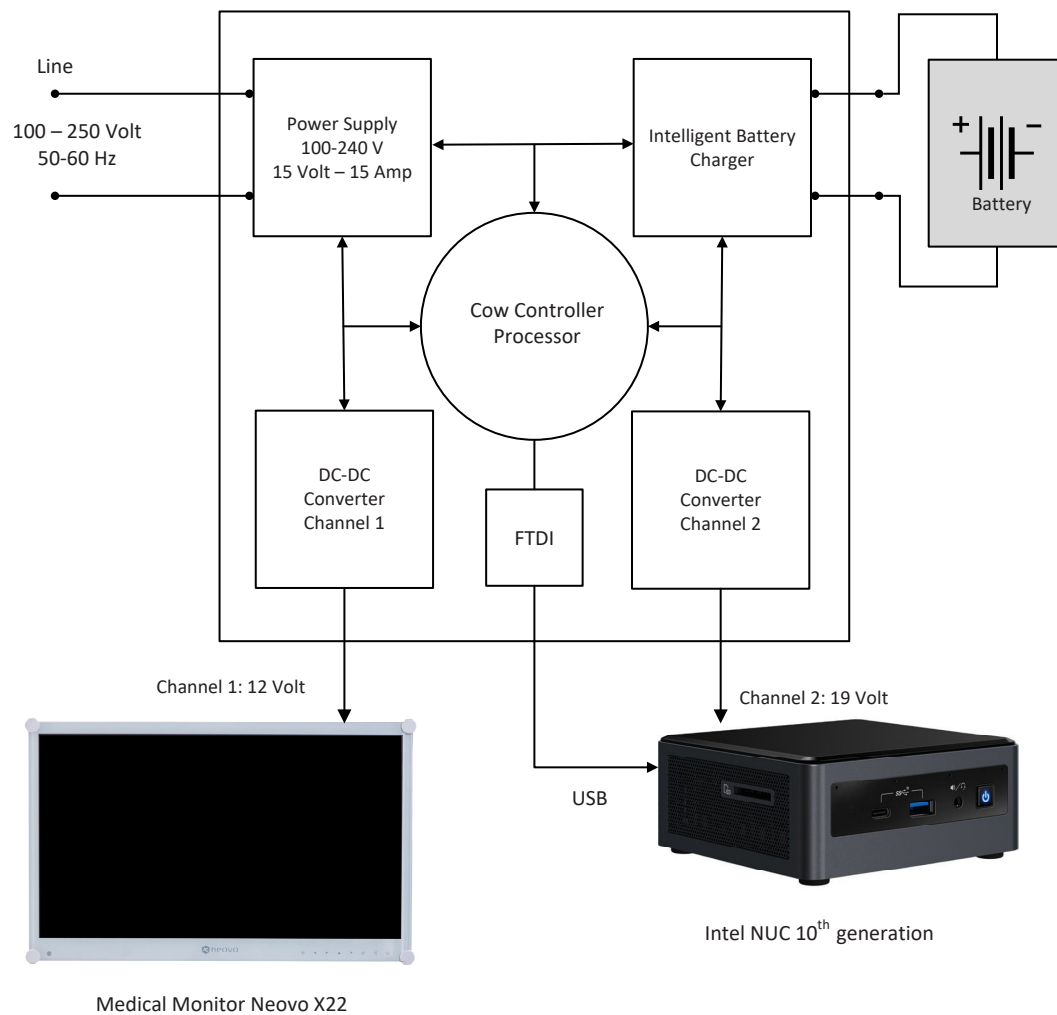 Line
100 – 250 Volt
50-60 Hz
Power Supply
100-240 V
15 Volt – 15 Amp
Intelligent Battery
Charger
+ –
Battery
Cow Controller
Processor
DC-DC
Converter
Channel 1
FTDI
DC-DC
Converter
Channel 2
Channel 1: 12 Volt
Channel 2: 19 Volt
USB
neovo
Intel NUC 10th generation
Medical Monitor Neovo X22